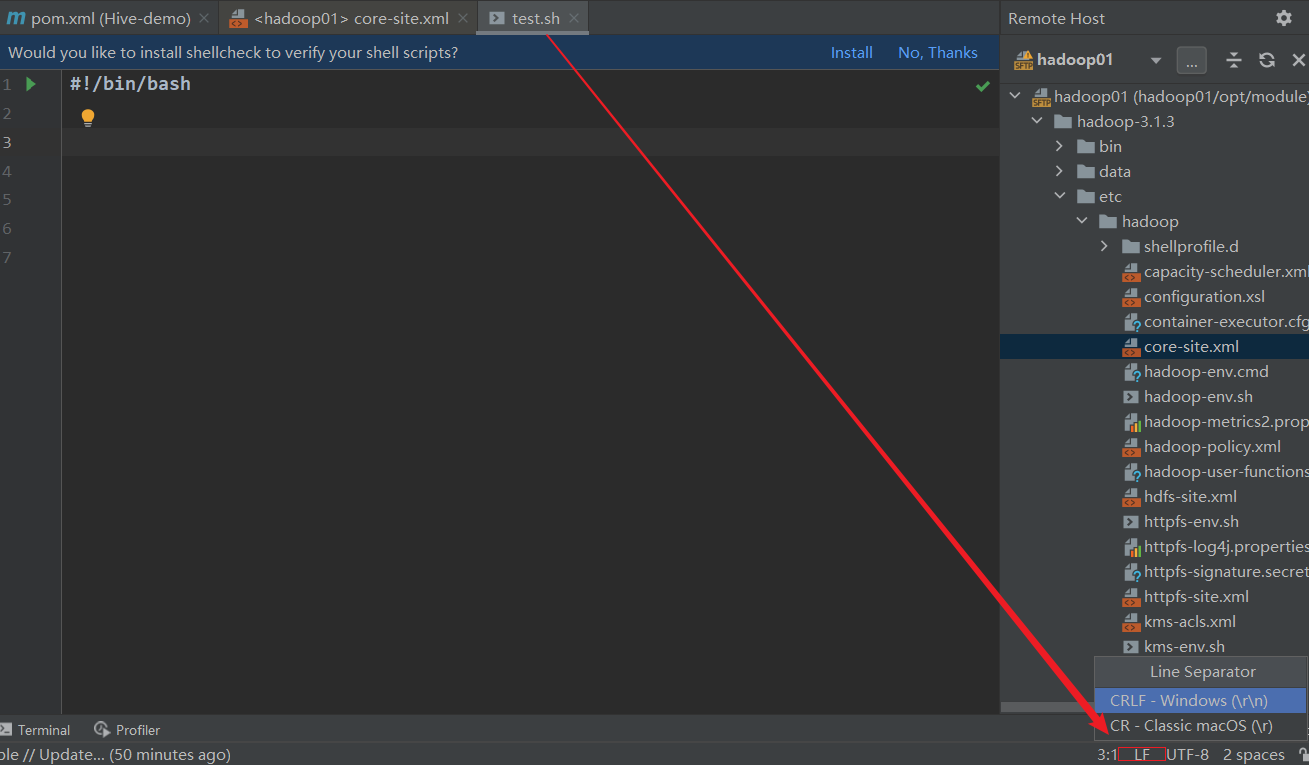 pom.xml (Hive-demo)
<hadoop01> core-site.xml
test.sh
Remote Host
Would you like to install shellcheck to verify your shell scripts?
Install
No, Thanks
hadoop01
...
1
#!/bin/bash
2
3
4
5
6
7
hadoop01 (hadoop01/opt/module)
hadoop-3.1.3
bin
data
etc
hadoop
shellprofile.d
capacity-scheduler.xml
configuration.xsl
container-executor.cfg
core-site.xml
hadoop-env.cmd
hadoop-env.sh
hadoop-metrics2.prop
hadoop-policy.xml
hadoop-user-functions
hdfs-site.xml
httpfs-env.sh
httpfs-log4j.properties
httpfs-signature.secret
httpfs-site.xml
kms-acls.xml
kms-env.sh
Line Separator
CRLF - Windows (\r\n)
CR - Classic macOS (\r)
Terminal
Profiler
ble // Update... (50 minutes ago)
3:1
LF
UTF-8
2 spaces